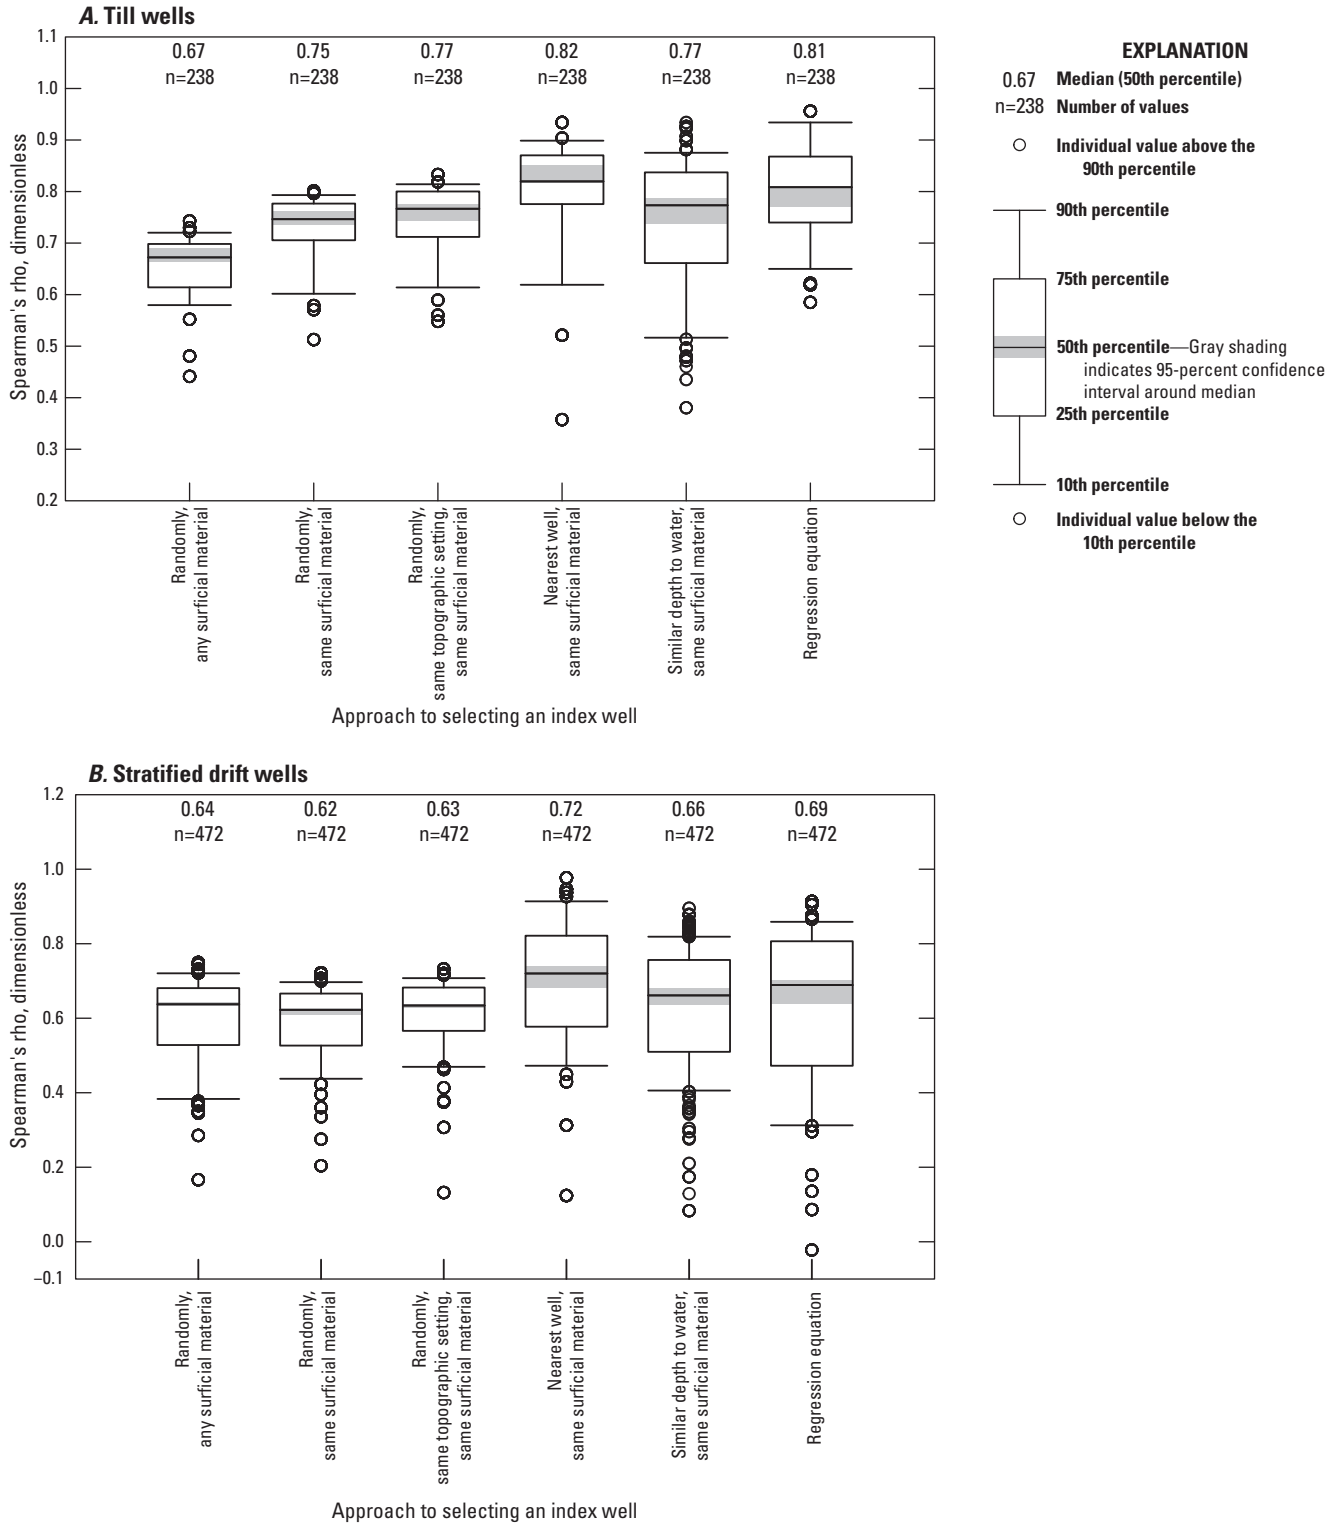 A. Till wells
1.1
1.0
0.9
0.8
0.7
0.6
0.5
0.4
0.3
0.2
Spearman's rho, dimensionless
0.67
n=238
0.75
n=238
0.77
n=238
0.82
n=238
0.77
n=238
0.81
n=238
Randomly,
any surficial material
Randomly,
same surficial material
Randomly,
same topographic setting,
same surficial material
Nearest well,
same surficial material
Similar depth to water,
same surficial material
Regression equation
Approach to selecting an index well
EXPLANATION
0.67 Median (50th percentile)
n=238 Number of values
Individual value above the
90th percentile
90th percentile
75th percentile
50th percentile—Gray shading
indicates 95-percent confidence
interval around median
25th percentile
10th percentile
Individual value below the
10th percentile
B. Stratified drift wells
1.2
1.0
0.8
0.6
0.4
0.2
0.0
−0.1
Spearman's rho, dimensionless
0.64
n=472
0.62
n=472
0.63
n=472
0.72
n=472
0.66
n=472
0.69
n=472
Randomly,
any surficial material
Randomly,
same surficial material
Randomly,
same topographic setting,
same surficial material
Nearest well,
same surficial material
Similar depth to water,
same surficial material
Regression equation
Approach to selecting an index well